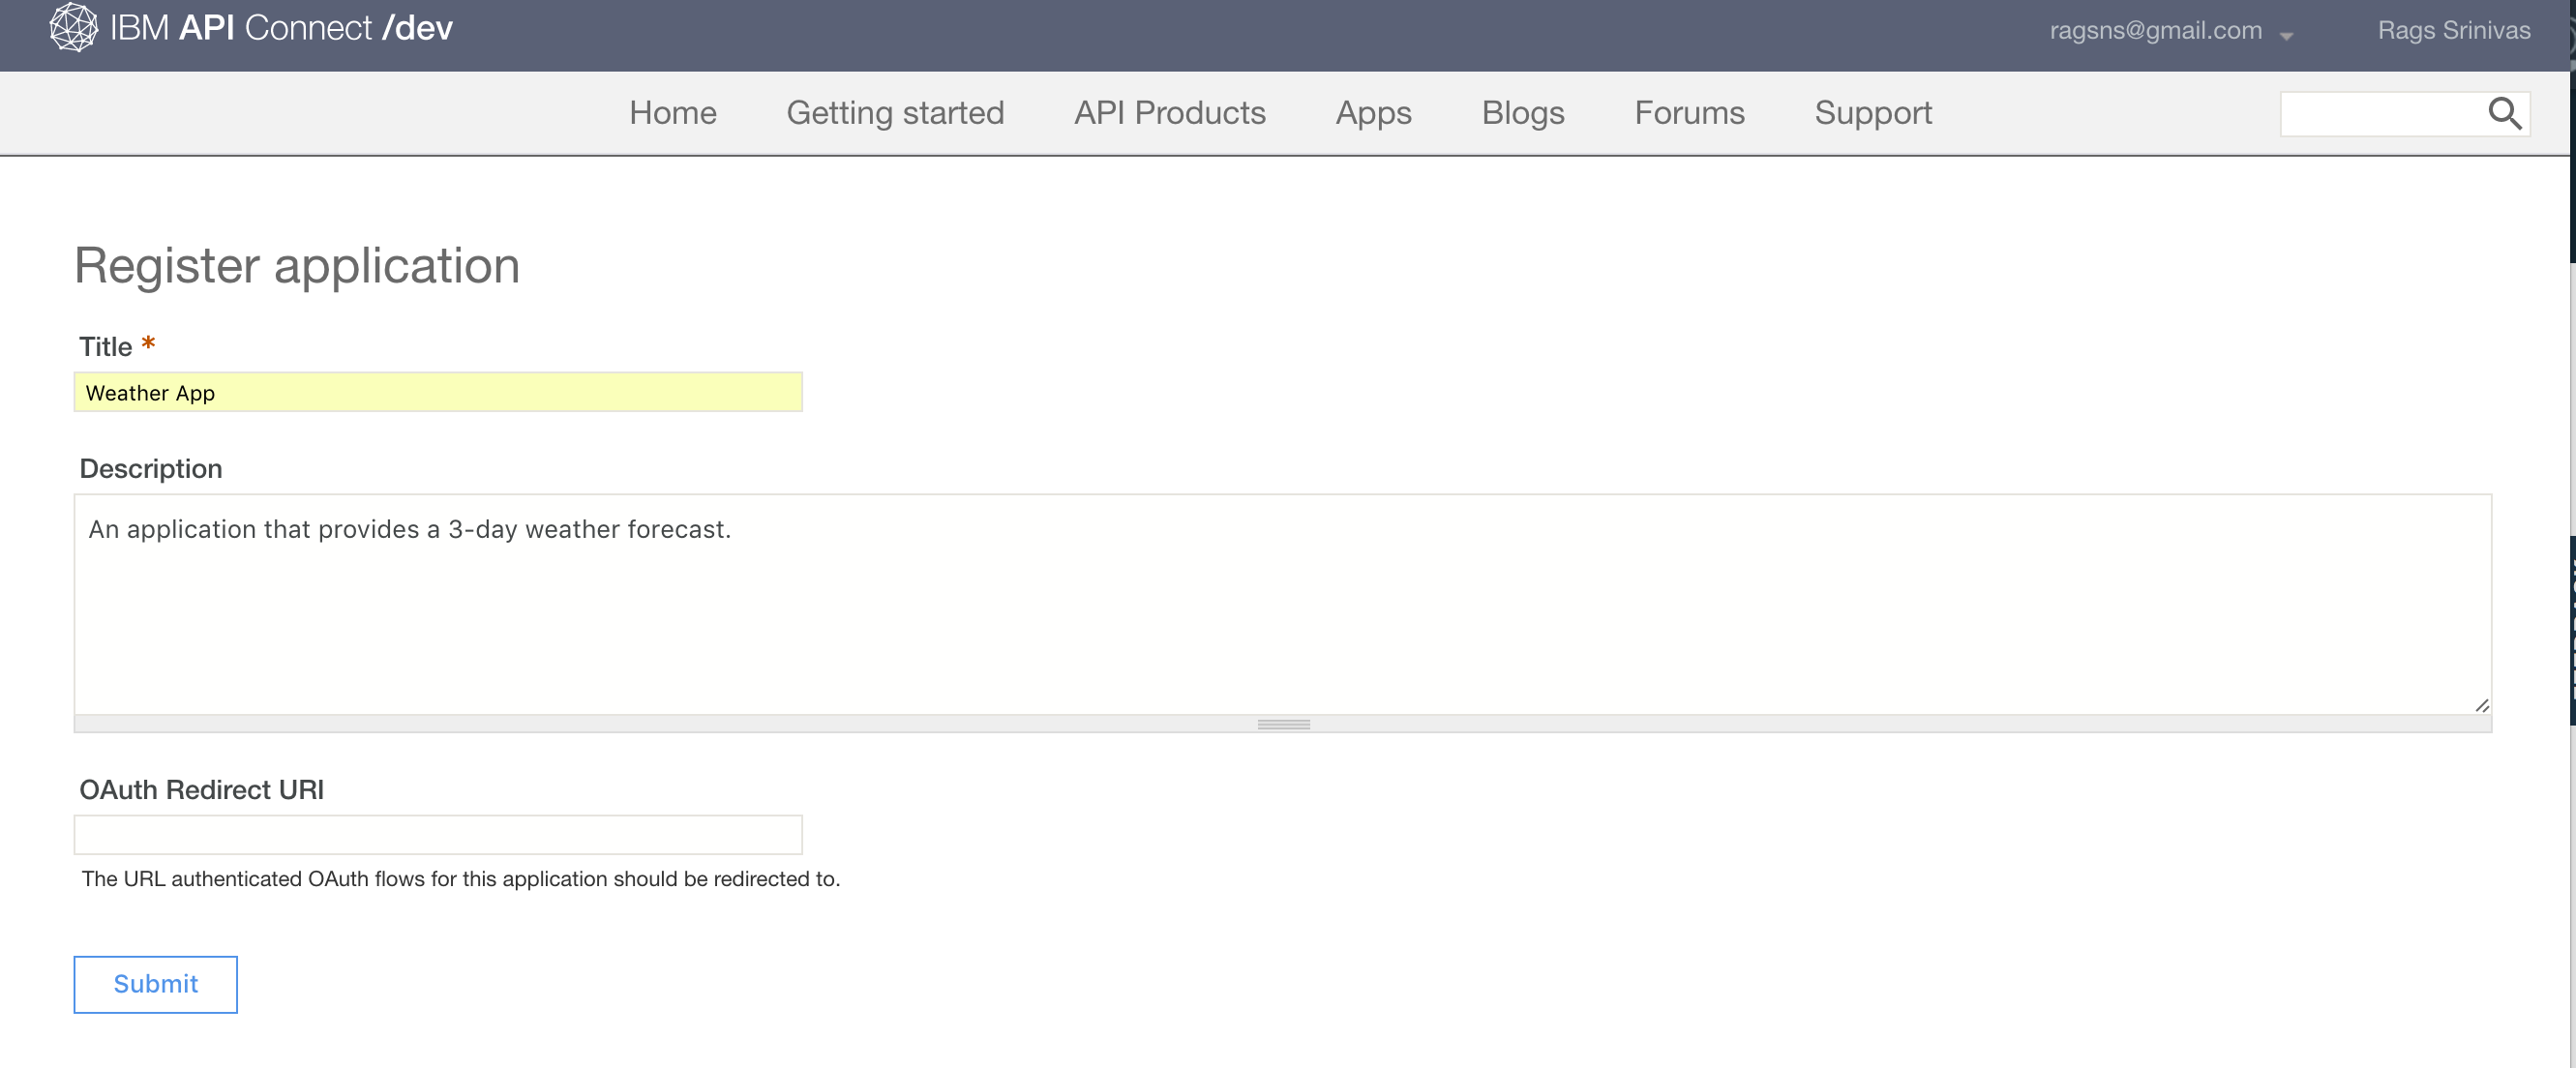 IBM API Connect /dev
ragsns@gmail.com
Rags Srinivas
Home Getting started API Products Apps Blogs Forums Support
Register application
Title *
Weather App
Description
An application that provides a 3-day weather forecast.
OAuth Redirect URI
The URL authenticated OAuth flows for this application should be redirected to.
Submit